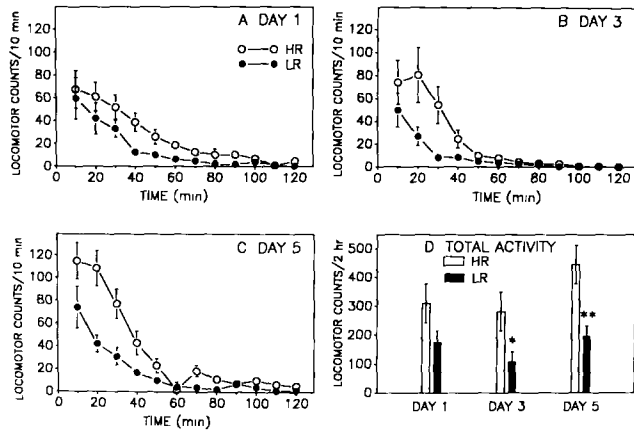 A DAY 1
HR
LR
LOCOMOTOR COUNTS/10 min
120
100
80
60
40
20
0
0 20 40 60 80 100 120
TIME (min)
B DAY 3
LOCOMOTOR COUNTS/10 min
120
100
80
60
40
20
0
0 20 40 60 80 100 120
TIME (min)
C DAY 5
LOCOMOTOR COUNTS/10 min
120
100
80
60
40
20
0
0 20 40 60 80 100 120
TIME (min)
D TOTAL ACTIVITY
HR
LR
LOCOMOTOR COUNTS/2 hr
500
400
300
200
100
0
*
**
DAY 1 DAY 3 DAY 5